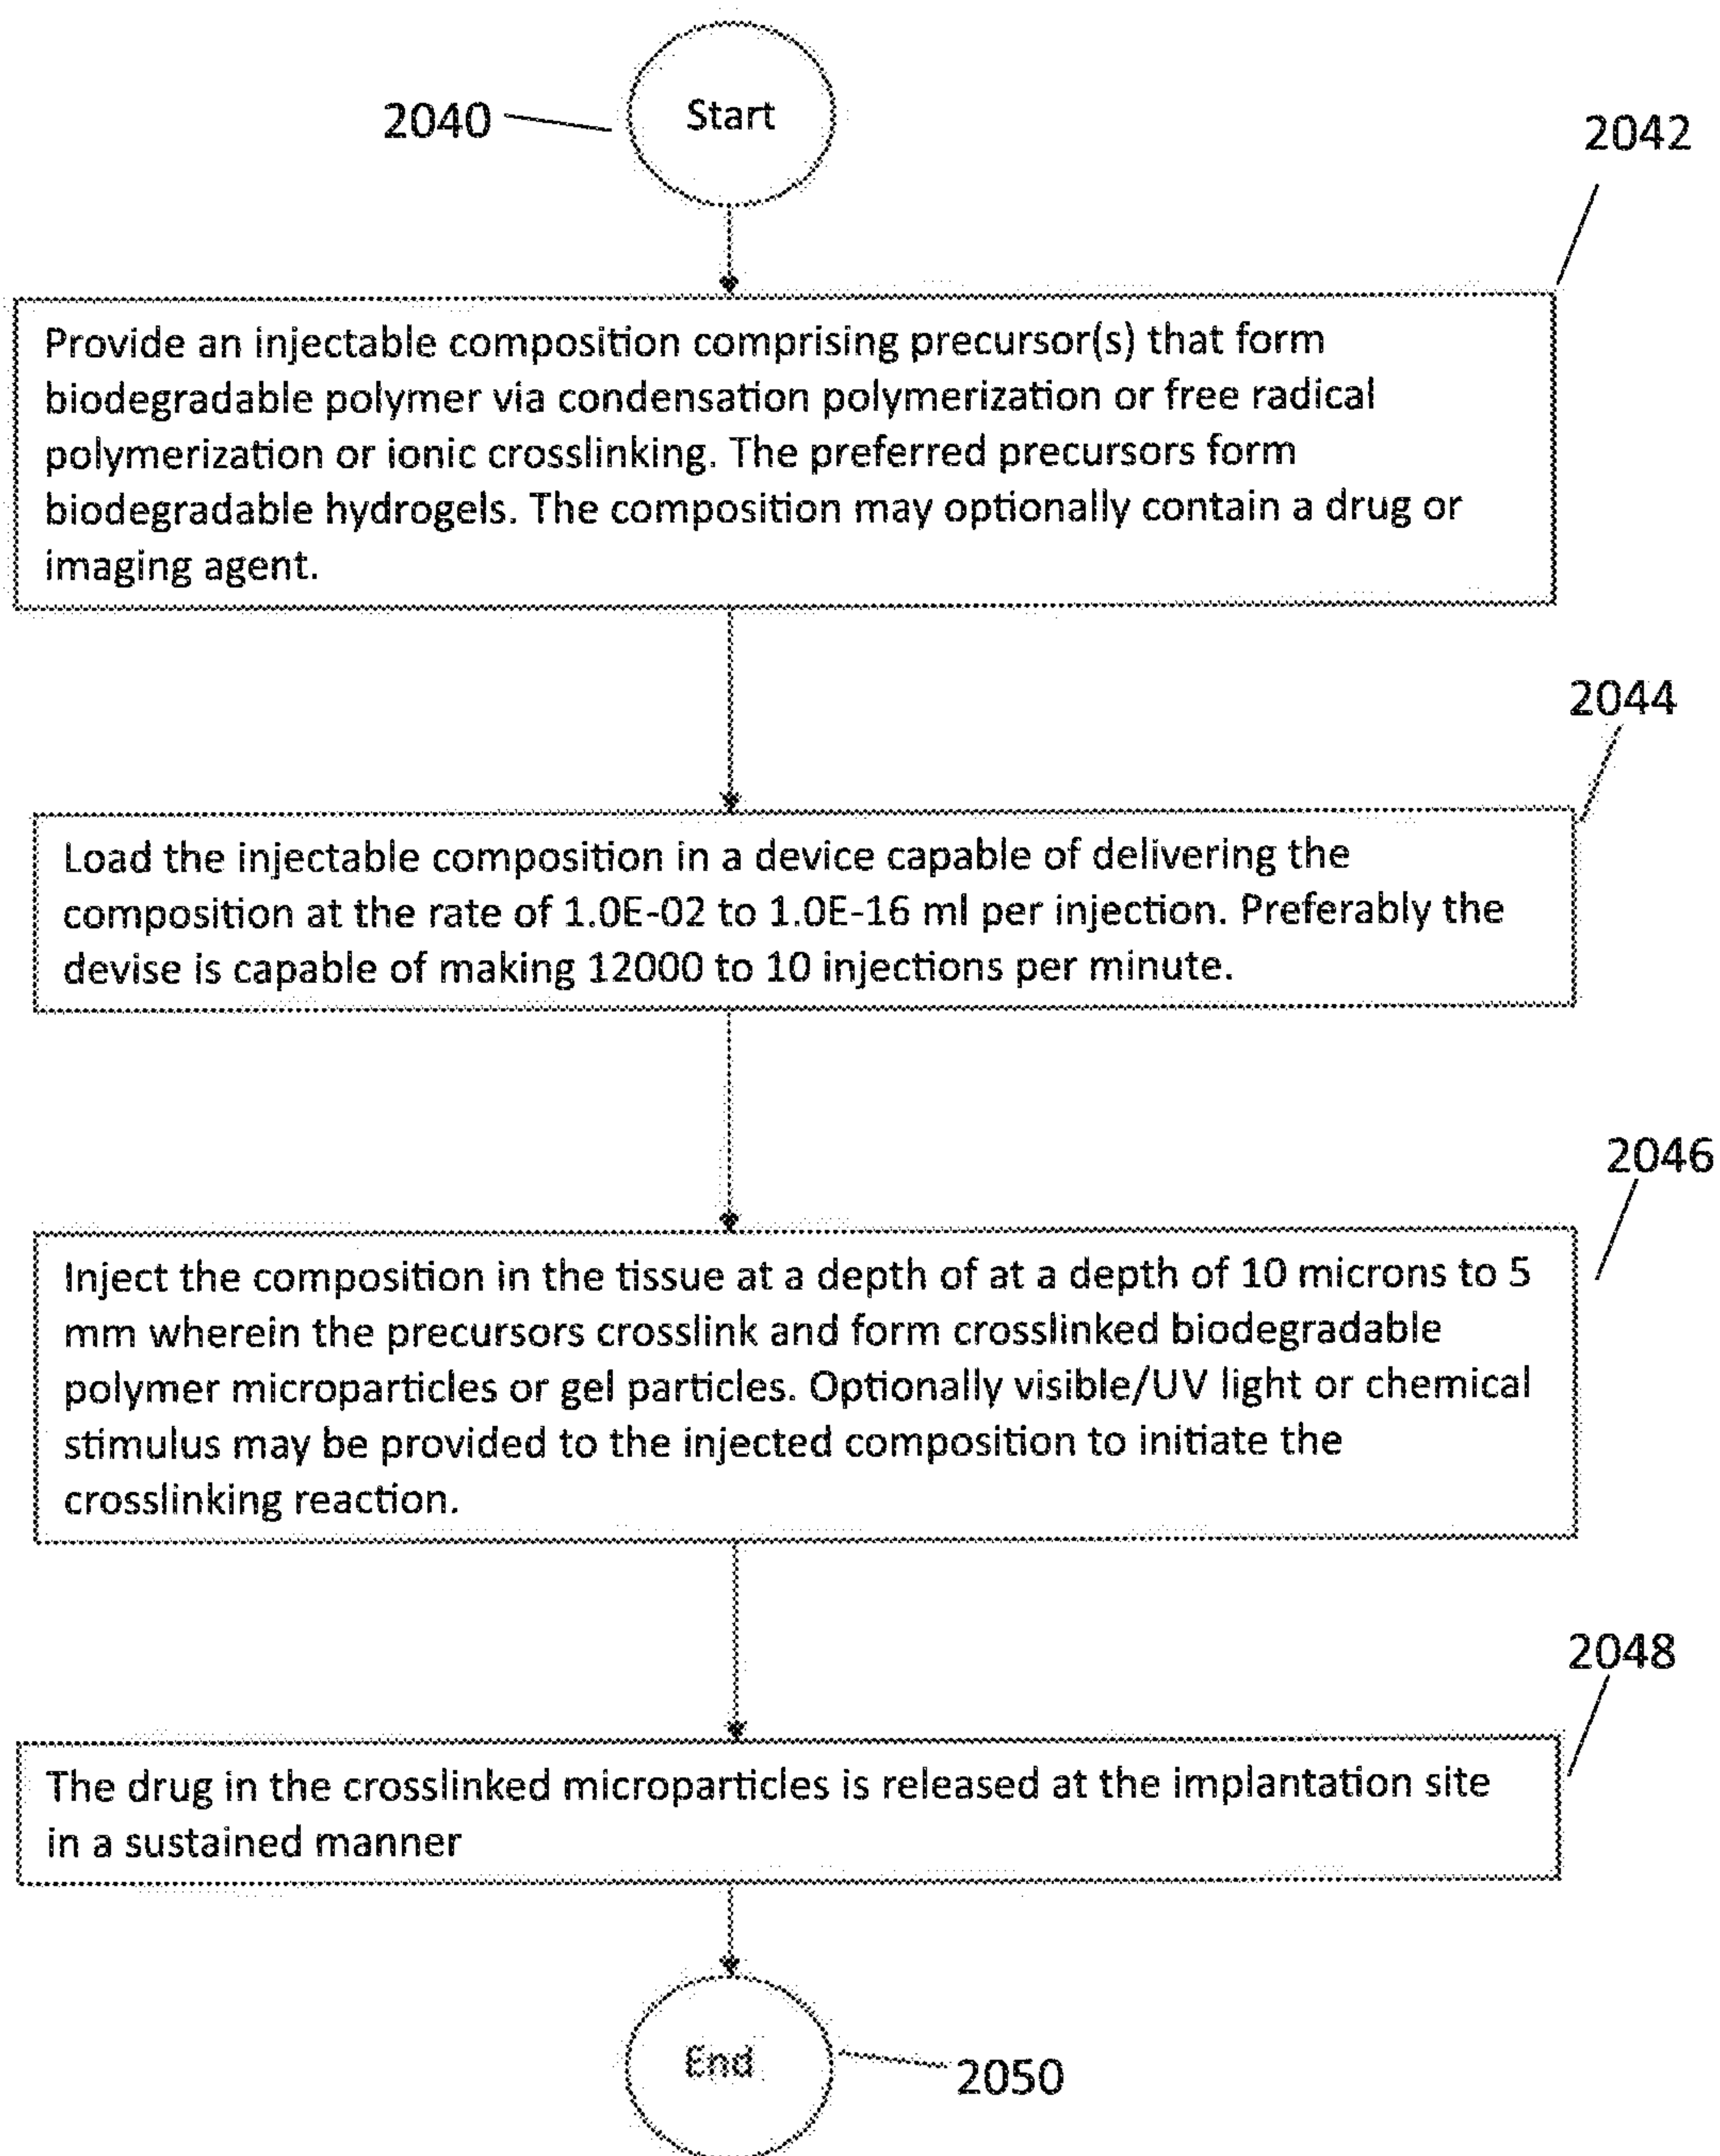 Start
2040
2042
Provide an injectable composition comprising precursor(s) that form
biodegradable polymer via condensation polymerization or free radical
polymerization or ionic crosslinking. The preferred precursors form
biodegradable hydrogels. The composition may optionally contain a drug or
imaging agent.
2044
Load the injectable composition in a device capable of delivering the
composition at the rate of 1.0E-02 to 1.0E-16 ml per injection. Preferably the
devise is capable of making 12000 to 10 injections per minute.
2046
Inject the composition in the tissue at a depth of at a depth of 10 microns to 5
mm wherein the precursors crosslink and form crosslinked biodegradable
polymer microparticles or gel particles. Optionally visible/UV light or chemical
stimulus may be provided to the injected composition to initiate the
crosslinking reaction.
2048
The drug in the crosslinked microparticles is released at the implantation site
in a sustained manner
End
2050